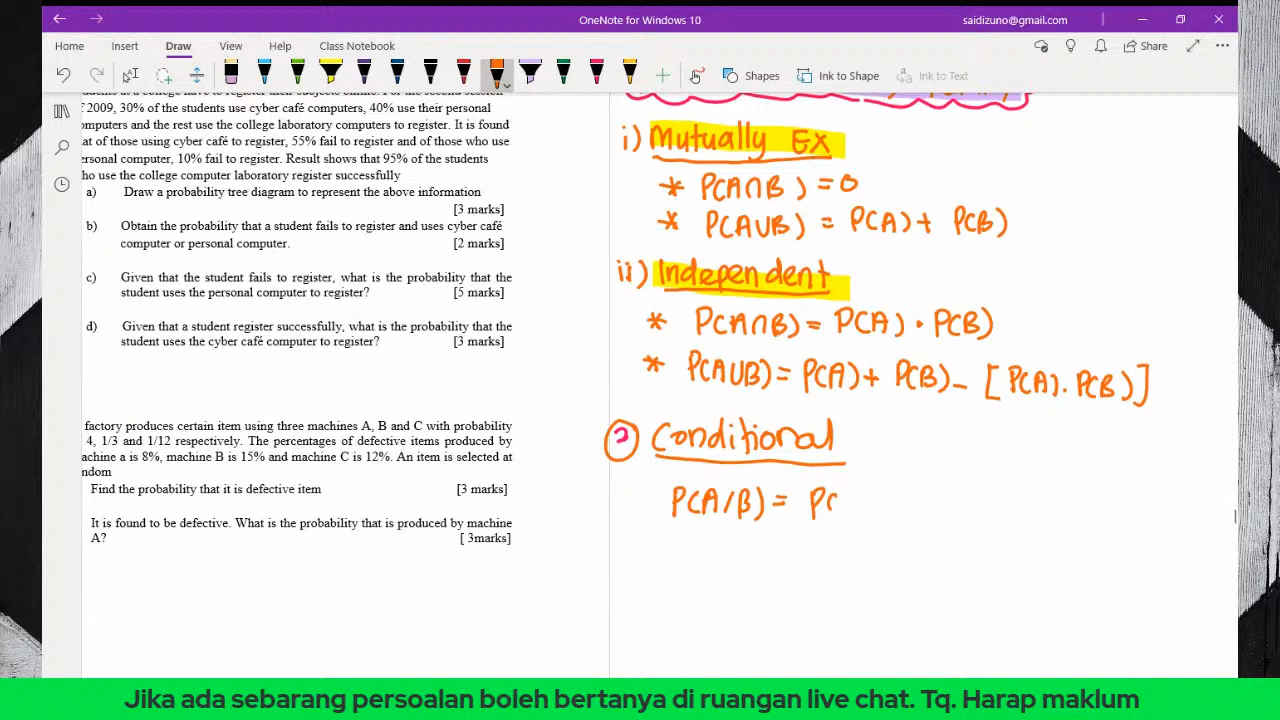 OneNote for Windows 10
saidizuno@gmail.com
Home Insert Draw View Help Class Notebook
Shapes Ink to Shape Ink to Text Share
2009, 30% of the students use cyber café computers, 40% use their personal
omputers and the rest use the college laboratory computers to register. It is found
at of those using cyber café to register, 55% fail to register and of those who use
ersonal computer, 10% fail to register. Result shows that 95% of the students
ho use the college computer laboratory register successfully
a) Draw a probability tree diagram to represent the above information
[3 marks]
b) Obtain the probability that a student fails to register and uses cyber café
computer or personal computer. [2 marks]
c) Given that the student fails to register, what is the probability that the
student uses the personal computer to register? [5 marks]
d) Given that a student register successfully, what is the probability that the
student uses the cyber café computer to register? [3 marks]
factory produces certain item using three machines A, B and C with probability
4, 1/3 and 1/12 respectively. The percentages of defective items produced by
achine a is 8%, machine B is 15% and machine C is 12%. An item is selected at
ndom
Find the probability that it is defective item [3 marks]
It is found to be defective. What is the probability that is produced by machine
A? [ 3marks]
i) Mutually Ex
* P(A∩B) = 0
* P(A∪B) = P(A) + P(B)
ii) Independent
* P(A∩B) = P(A) · P(B)
* P(A∪B) = P(A) + P(B) - [P(A) · P(B)]
Conditional
P(A/B) = P(
Jika ada sebarang persoalan boleh bertanya di ruangan live chat. Tq. Harap maklum